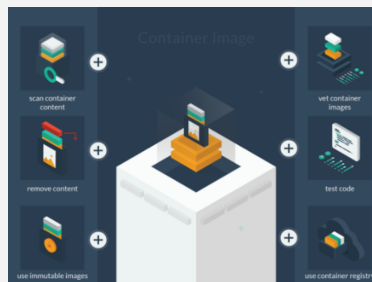 Container Image
scan container
content
vet container
images
remove content
test code
use immutable images
use container registry